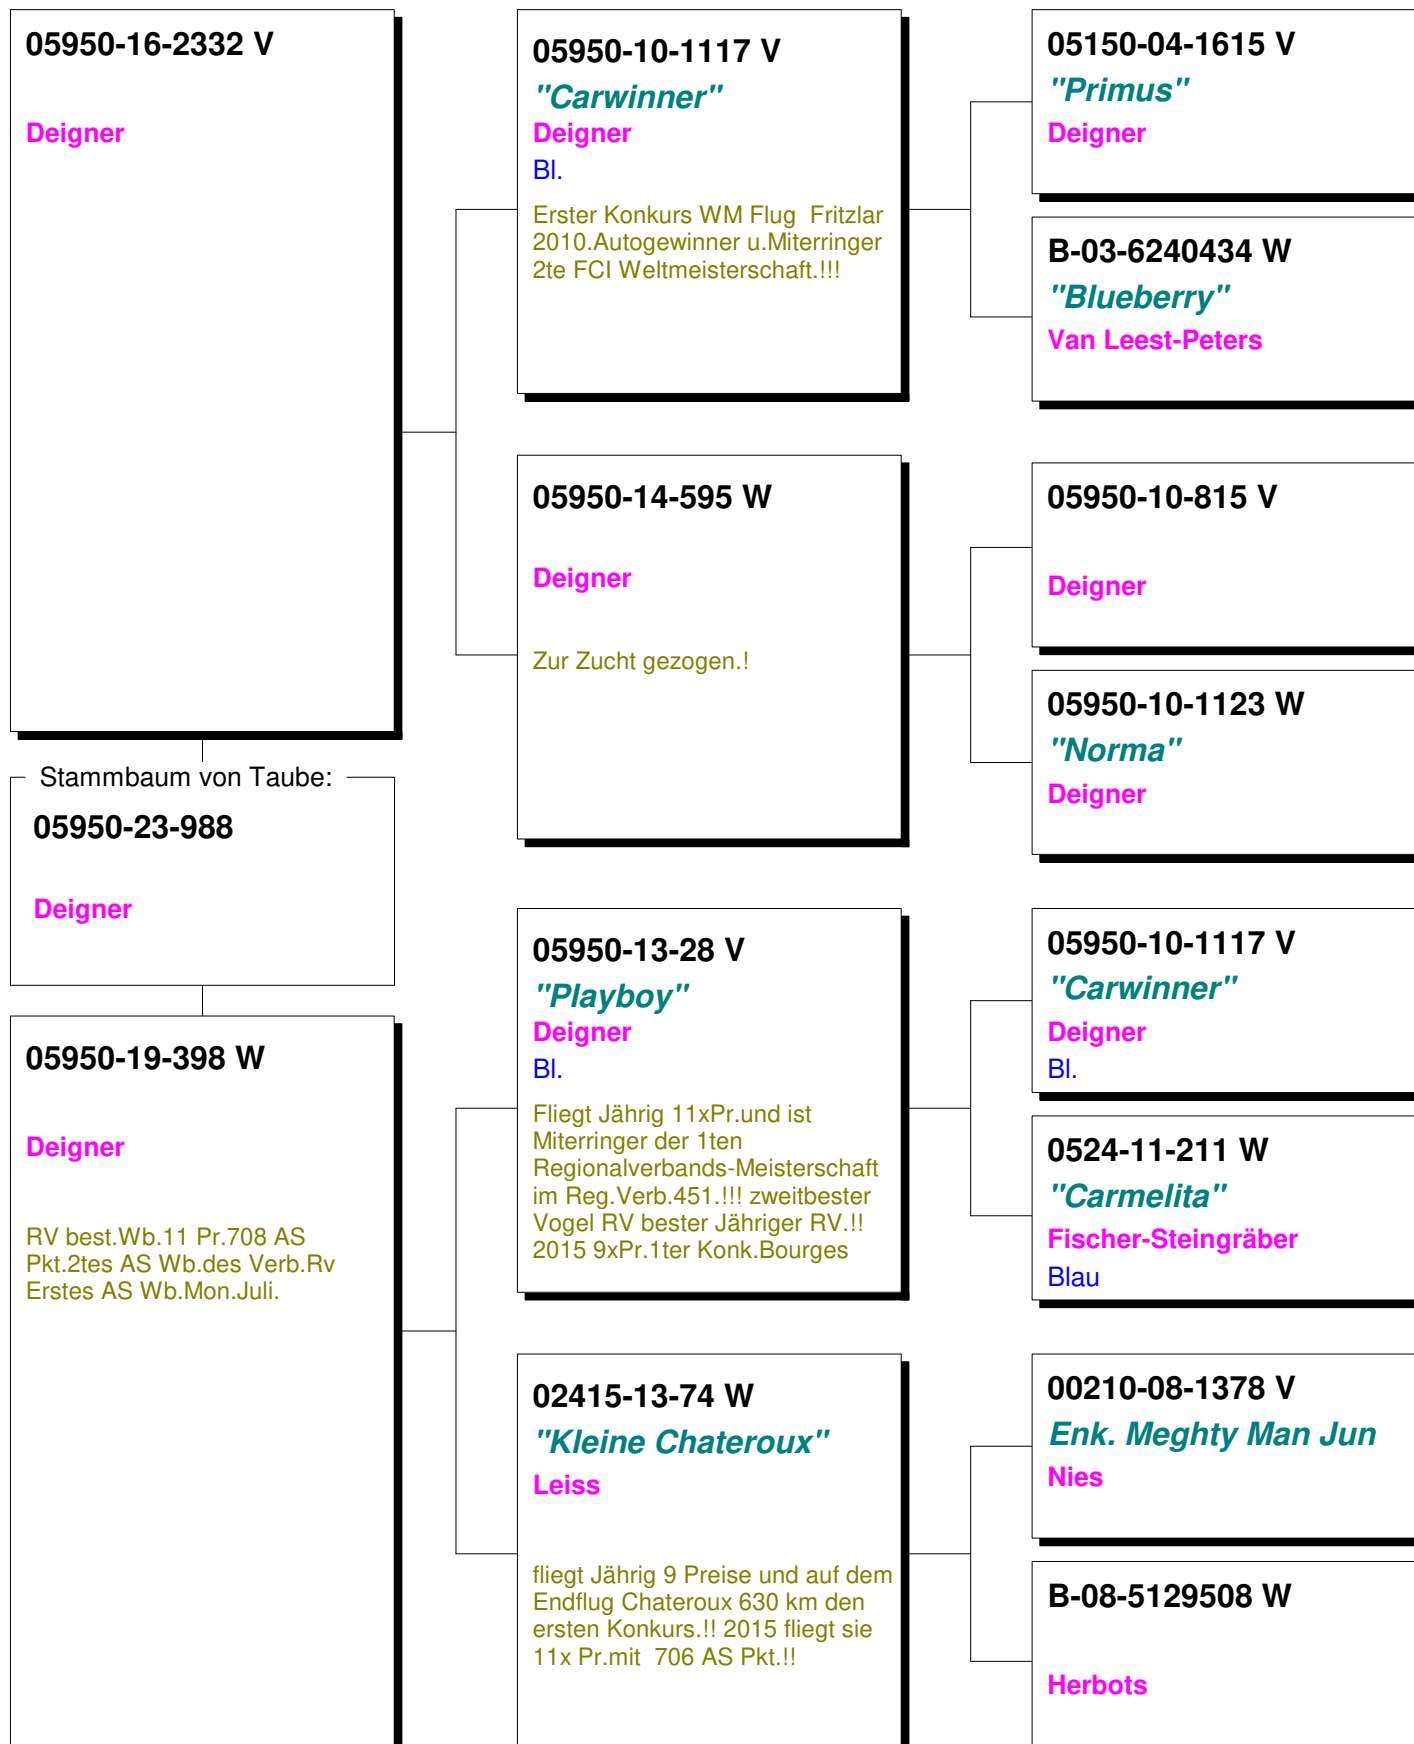 05950-16-2332 V
Deigner
Stammbaum von Taube:
05950-23-988
Deigner
05950-19-398 W
Deigner
RV best.Wb.11 Pr.708 AS
Pkt.2tes AS Wb.des Verb.Rv
Erstes AS Wb.Mon.Juli.
05950-10-1117 V
"Carwinner"
Deigner
Bl.
Erster Konkurs WM Flug  Fritzlar
2010.Autogewinner u.Miterringer
2te FCI Weltmeisterschaft.!!!
05950-14-595 W
Deigner
Zur Zucht gezogen.!
05950-13-28 V
"Playboy"
Deigner
Bl.
Fliegt Jährig 11xPr.und ist
Miterringer der 1ten
Regionalverbands-Meisterschaft
im Reg.Verb.451.!!! zweitbester
Vogel RV bester Jähriger RV.!!
2015 9xPr.1ter Konk.Bourges
02415-13-74 W
"Kleine Chateroux"
Leiss
fliegt Jährig 9 Preise und auf dem
Endflug Chateroux 630 km den
ersten Konkurs.!! 2015 fliegt sie
11x Pr.mit  706 AS Pkt.!!
05150-04-1615 V
"Primus"
Deigner
B-03-6240434 W
"Blueberry"
Van Leest-Peters
05950-10-815 V
Deigner
05950-10-1123 W
"Norma"
Deigner
05950-10-1117 V
"Carwinner"
Deigner
Bl.
0524-11-211 W
"Carmelita"
Fischer-Steingräber
Blau
00210-08-1378 V
Enk. Meghty Man Jun
Nies
B-08-5129508 W
Herbots